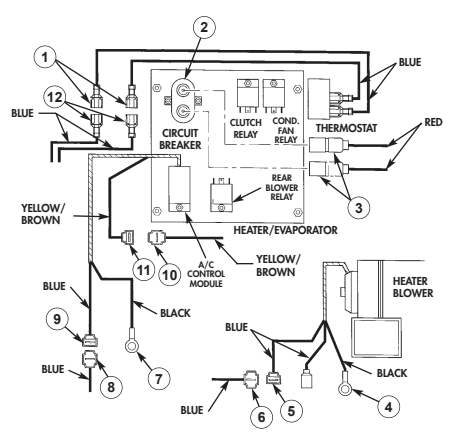 2
1
BLUE
12
CLUTCH
RELAY
COND.
FAN
RELAY
THERMOSTAT
RED
BLUE
CIRCUIT
BREAKER
REAR
BLOWER
RELAY
3
YELLOW/
BROWN
HEATER/EVAPORATOR
11
10
A/C
CONTROL
MODULE
YELLOW/
BROWN
HEATER
BLOWER
BLUE
BLACK
9
BLUE
8
7
BLUE
BLACK
BLUE
6
5
4